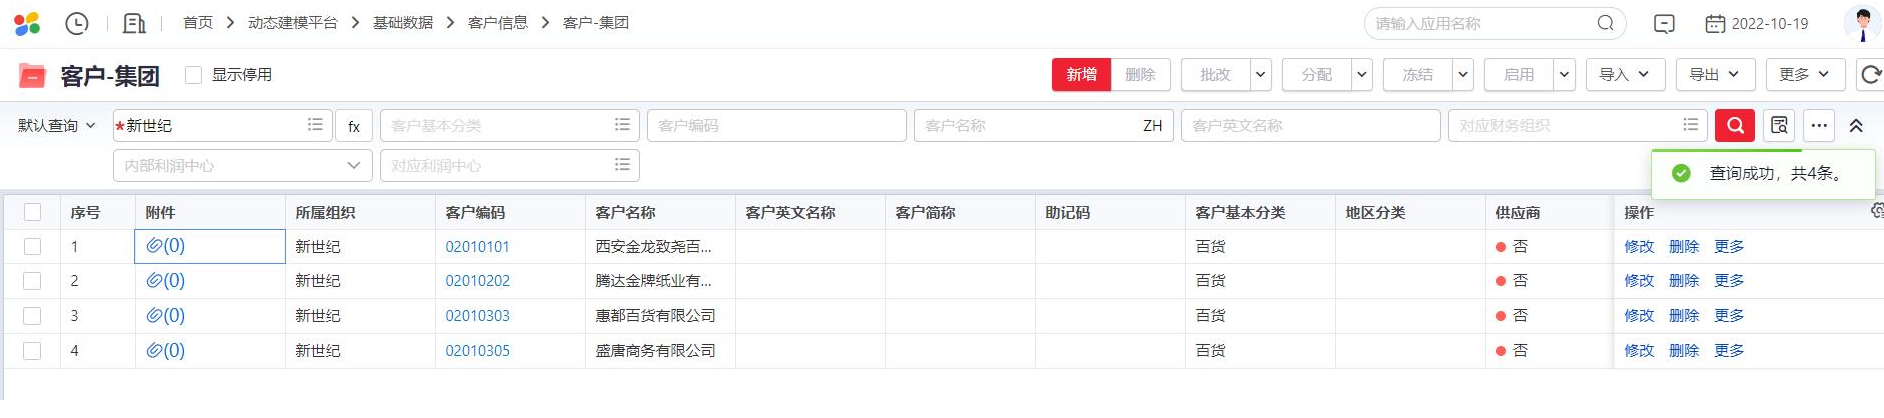 首页 动态建模平台 基础数据 客户信息 客户-集团 请输入应用名称 2022-10-19
客户-集团 显示停用 新增 删除 批改 分配 冻结 启用 导入 导出 更多
默认查询 *新世纪 fx 客户基本分类 客户编码 客户名称 ZH 客户英文名称 对应财务组织
内部利润中心 对应利润中心
查询成功，共4条。
序号 附件 所属组织 客户编码 客户名称 客户英文名称 客户简称 助记码 客户基本分类 地区分类 供应商 操作
1 (0) 新世纪 02010101 西安金龙致尧百... 百货 否 修改 删除 更多
2 (0) 新世纪 02010202 腾达金牌纸业有... 百货 否 修改 删除 更多
3 (0) 新世纪 02010303 惠都百货有限公司 百货 否 修改 删除 更多
4 (0) 新世纪 02010305 盛唐商务有限公司 百货 否 修改 删除 更多